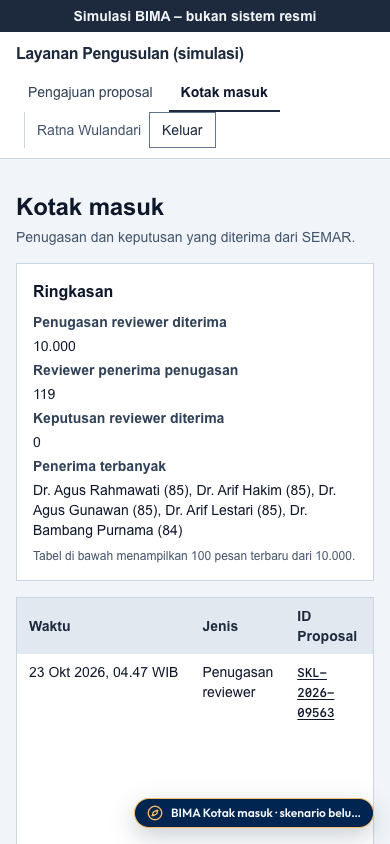 Simulasi BIMA – bukan sistem resmi
Layanan Pengusulan (simulasi)
Pengajuan proposal
Kotak masuk
Ratna Wulandari
Keluar
Kotak masuk
Penugasan dan keputusan yang diterima dari SEMAR.
Ringkasan
Penugasan reviewer diterima
10.000
Reviewer penerima penugasan
119
Keputusan reviewer diterima
0
Penerima terbanyak
Dr. Agus Rahmawati (85), Dr. Arif Hakim (85), Dr.
Agus Gunawan (85), Dr. Arif Lestari (85), Dr.
Bambang Purnama (84)
Tabel di bawah menampilkan 100 pesan terbaru dari 10.000.
Waktu
Jenis
ID
Proposal
23 Okt 2026, 04.47 WIB
Penugasan
reviewer
SKL-
2026-
09563
BIMA Kotak masuk · skenario belu...